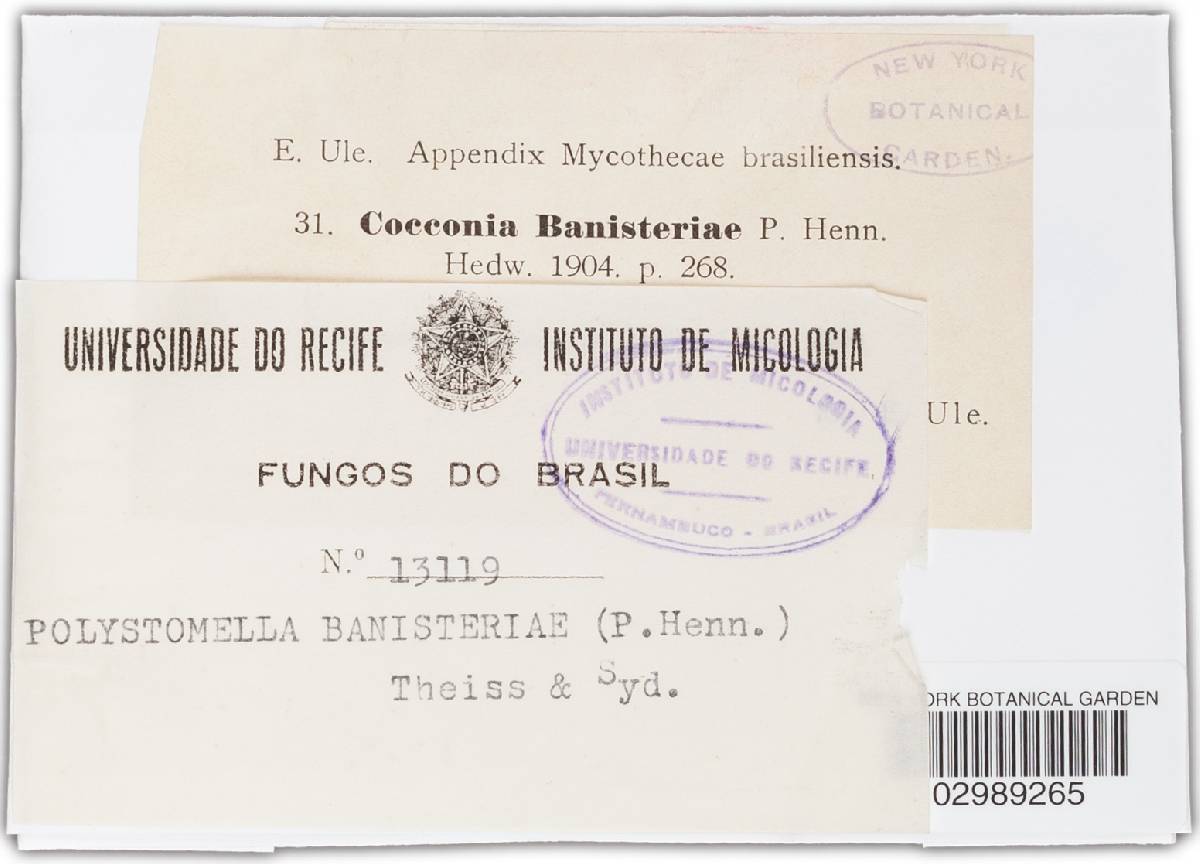 NEW YORK
BOTANICAL
GARDEN.
E. Ule. Appendix Mycothecae brasiliensis.
31. Cocconia Banisteriae P. Henn.
Hedw. 1904. p. 268.
Ule.
UNIVERSIDADE DO RECIFE INSTITUTO DE MICOLOGIA
INSTITUTO DE MICOLOGIA
UNIVERSIDADE DO RECIFE
PERNAMBUCO - BRASIL
FUNGOS DO BRASIL
N.º 13119
POLYSTOMELLA BANISTERIAE (P.Henn.)
Theiss & Syd.
ORK BOTANICAL GARDEN
02989265